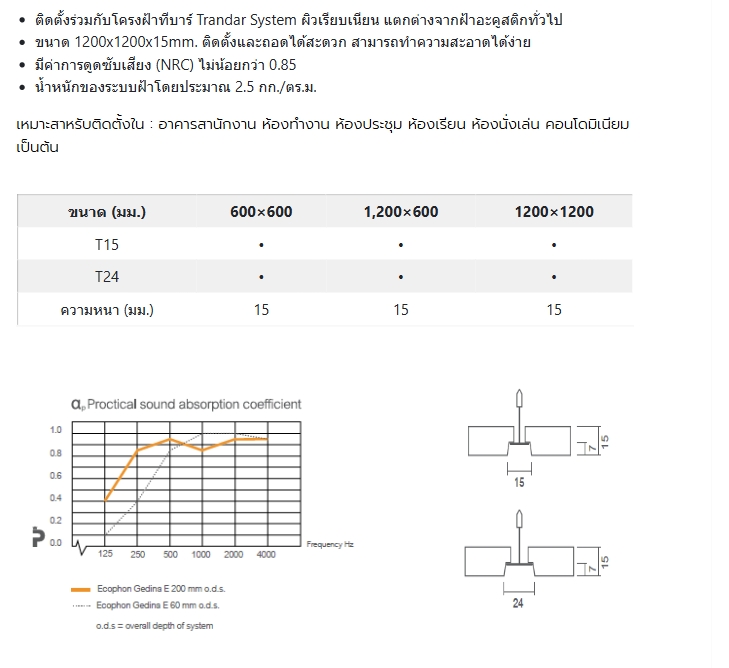 • ติดตั้งร่วมกับโครงฝ้าทีบาร์ Trandar System ผิวเรียบเนียน แตกต่างจากฝ้าอะคูสติกทั่วไป
• ขนาด 1200x1200x15mm. ติดตั้งและถอดได้สะดวก สามารถทำความสะอาดได้ง่าย
• มีค่าการดูดซับเสียง (NRC) ไม่น้อยกว่า 0.85
• น้ำหนักของระบบฝ้าโดยประมาณ 2.5 กก./ตร.ม.
เหมาะสำหรับติดตั้งใน : อาคารสานักงาน ห้องทำงาน ห้องประชุม ห้องเรียน ห้องนั่งเล่น คอนโดมิเนียม
เป็นต้น
ขนาด (มม.) 600×600 1,200×600 1200×1200
T15 • • •
T24 • • •
ความหนา (มม.) 15 15 15
αp Proctical sound absorption coefficient
1.0
0.8
0.6
0.4
0.2
0.0
125 250 500 1000 2000 4000 Frequency Hz
Ecophon Gedina E 200 mm o.d.s.
Ecophon Gedina E 60 mm o.d.s.
o.d.s = overall depth of system
7 15
15
7 15
24